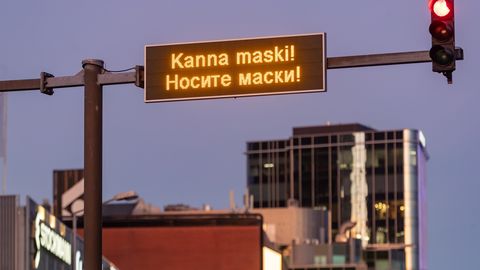 Kanna maski!
Носите маски!